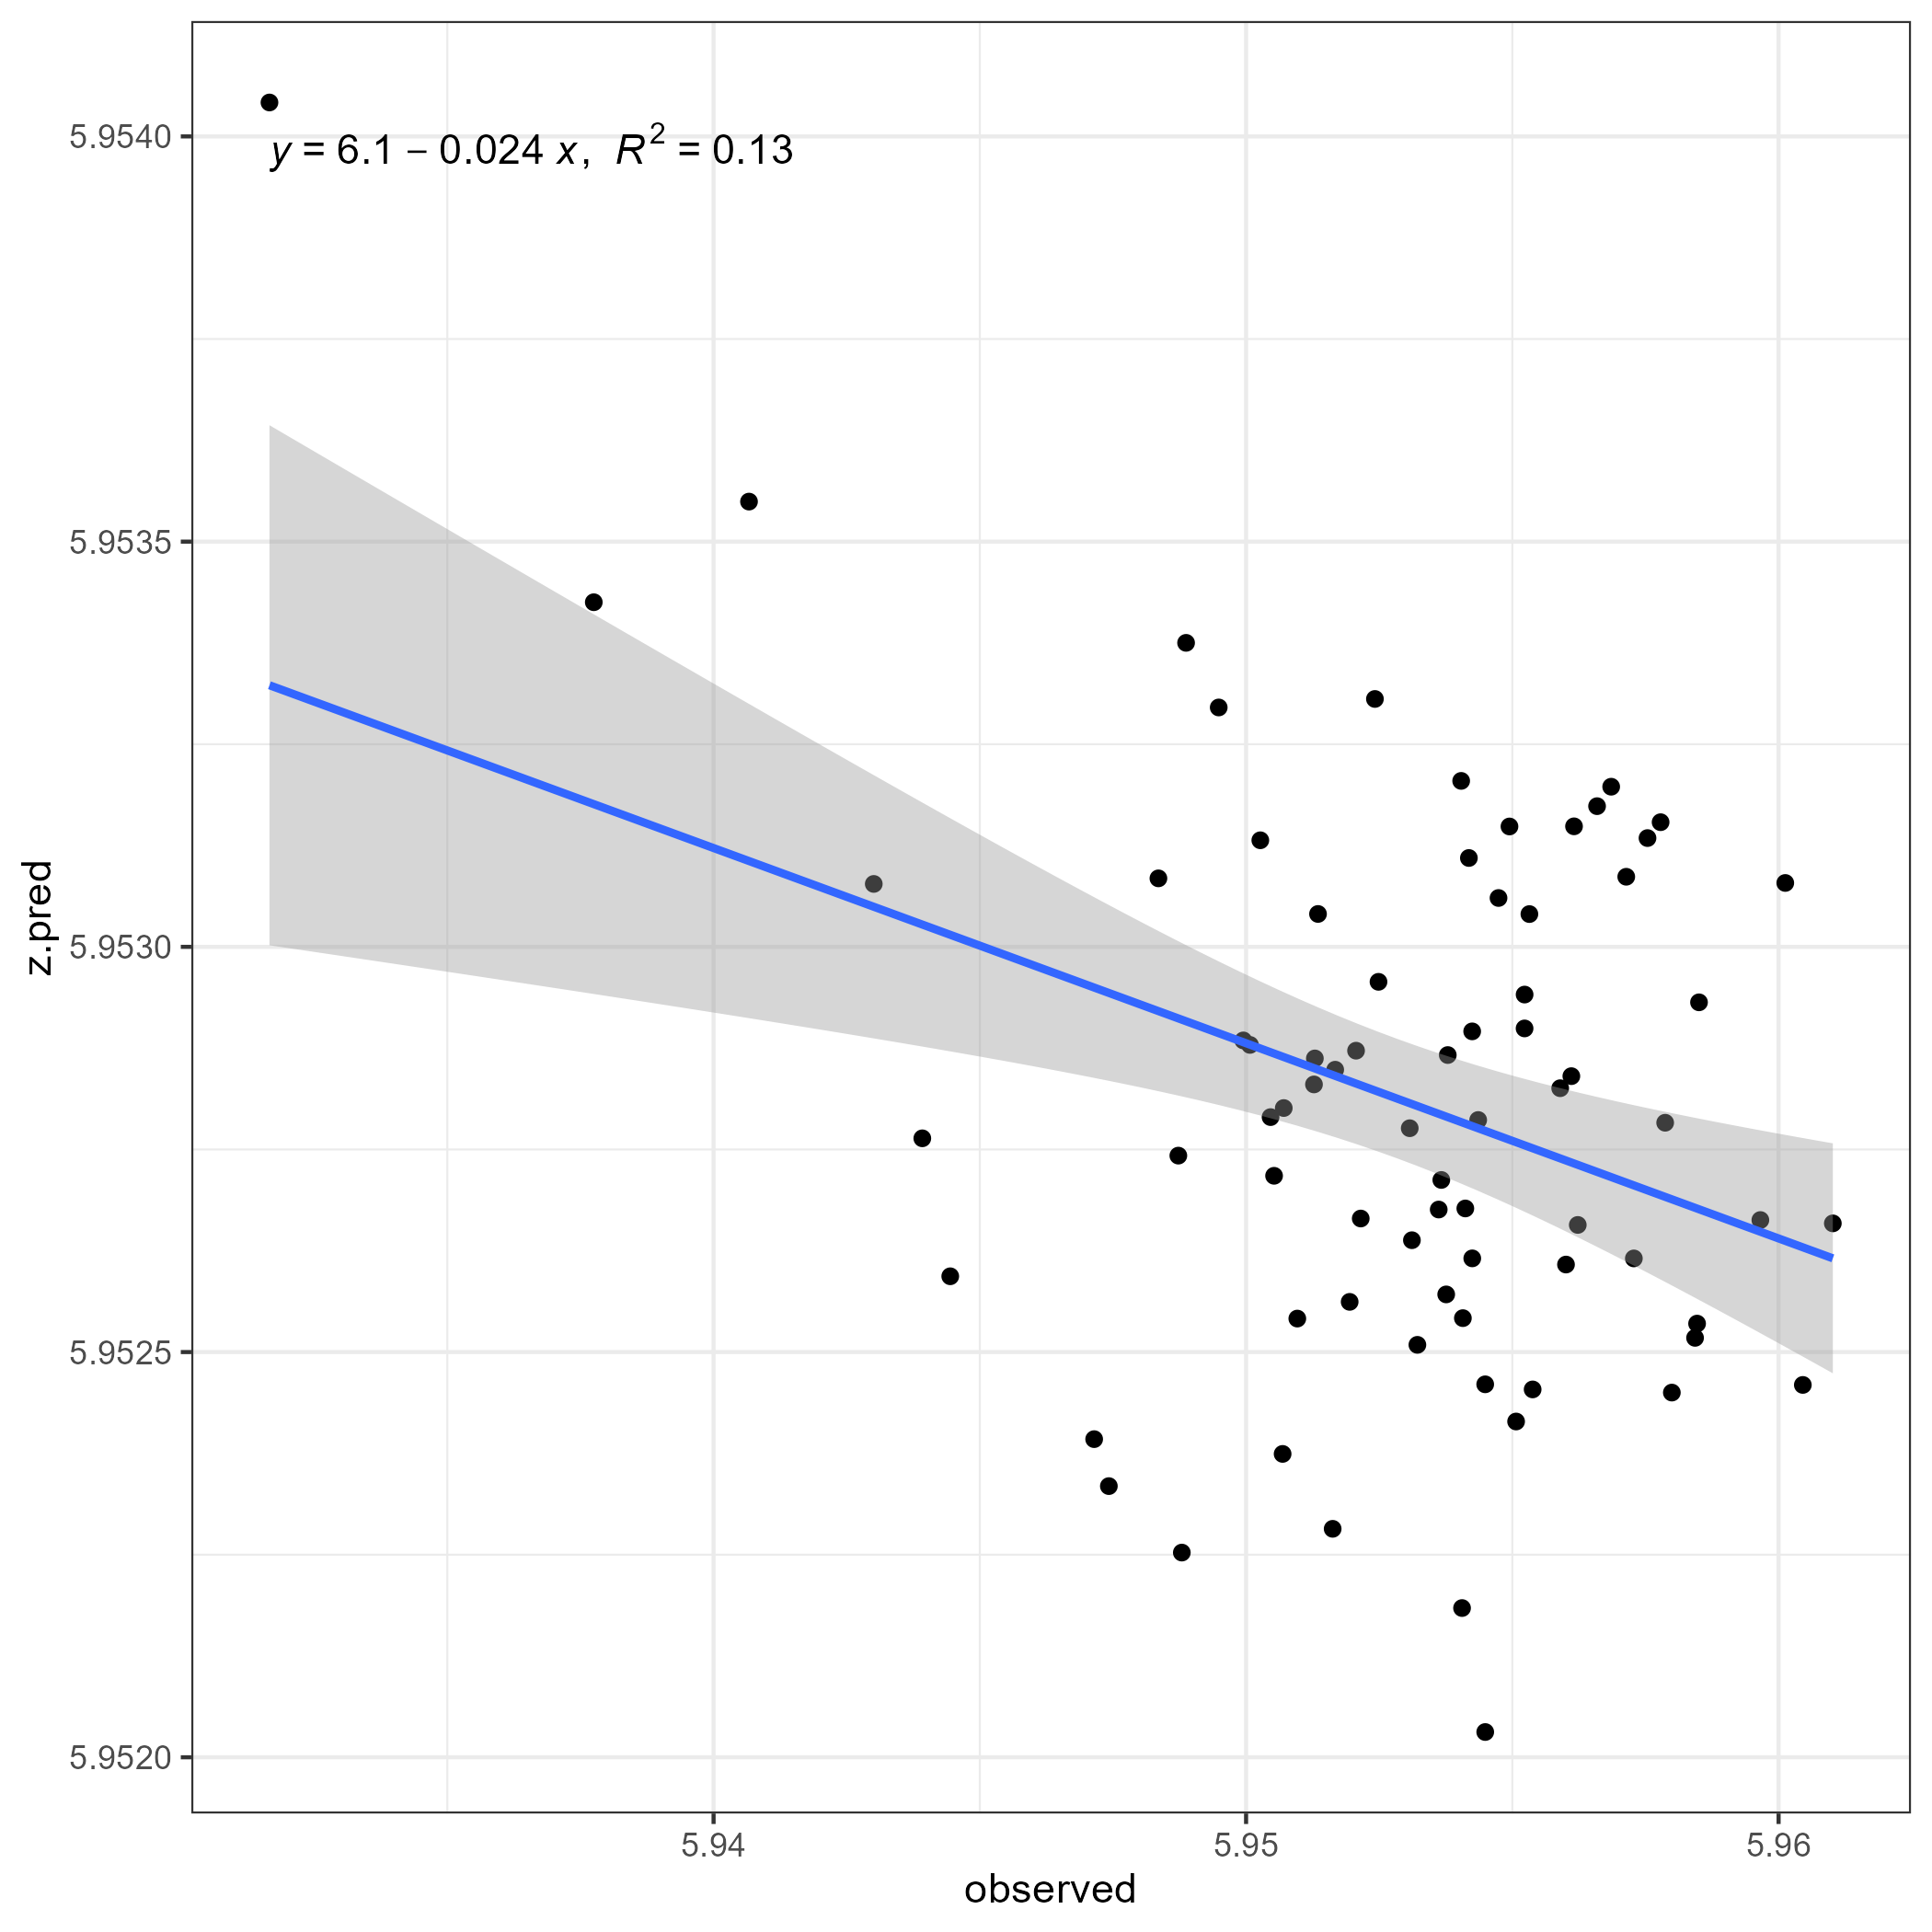 5.9540
y = 6.1 – 0.024 x, R² = 0.13
5.9535
z.pred
5.9530
5.9525
5.9520
5.94 5.95 5.96
observed